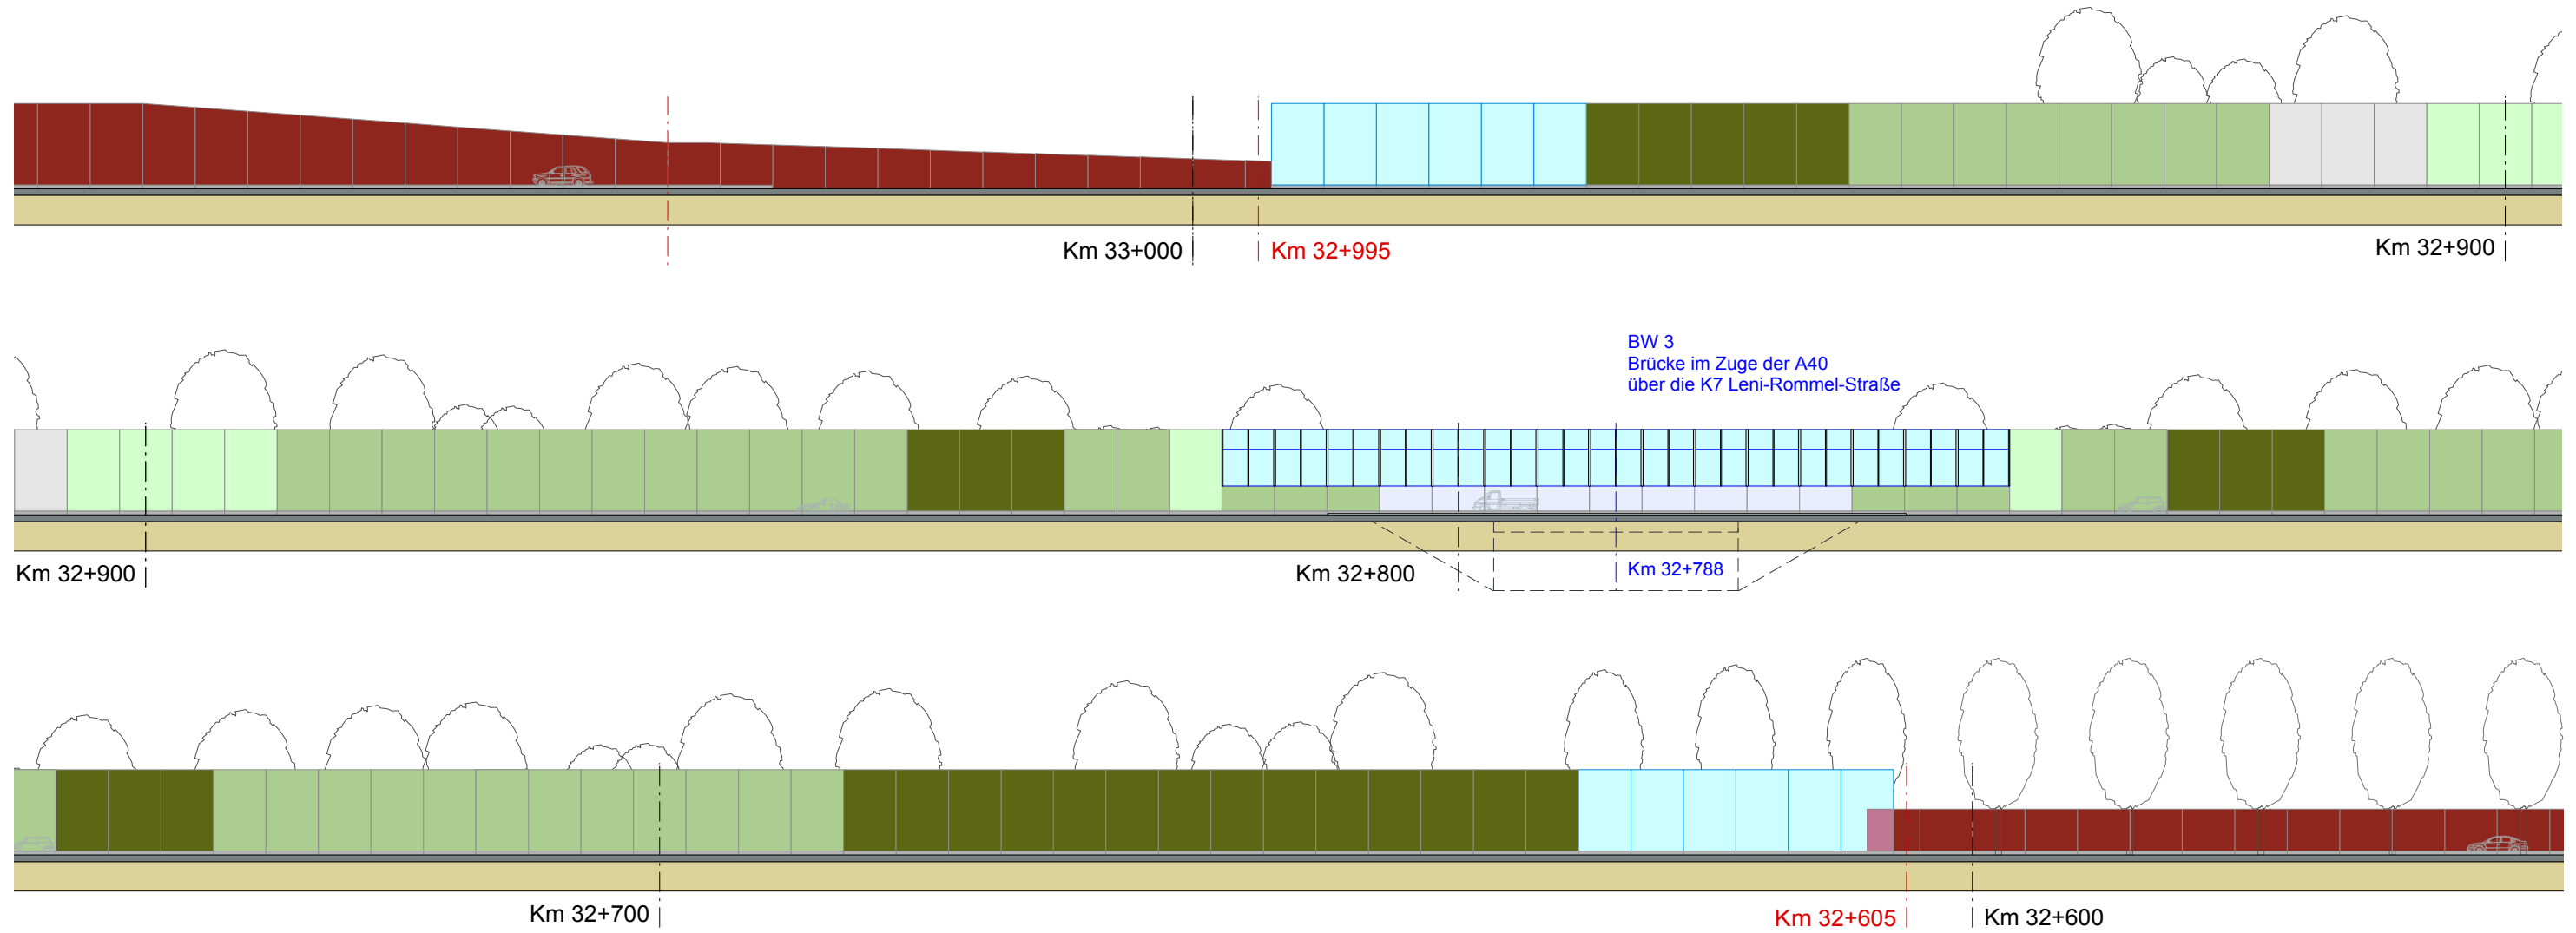 Km 33+000
Km 32+995
Km 32+900
BW 3
Brücke im Zuge der A40
über die K7 Leni-Rommel-Straße
Km 32+900
Km 32+800
Km 32+788
Km 32+700
Km 32+605
Km 32+600